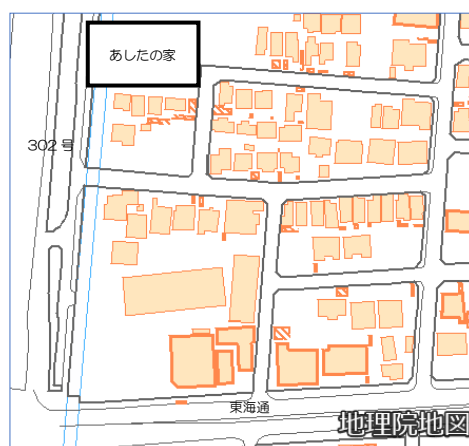 あしたの家
302号
東海通
地理院地図